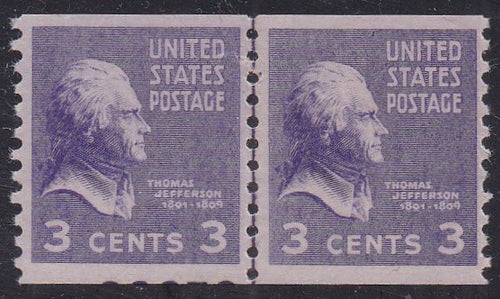 UNITED
STATES
POSTAGE
THOMAS
JEFFERSON
1801-1809
3 CENTS 3
UNITED
STATES
POSTAGE
THOMAS
JEFFERSON
1801-1809
3 CENTS 3